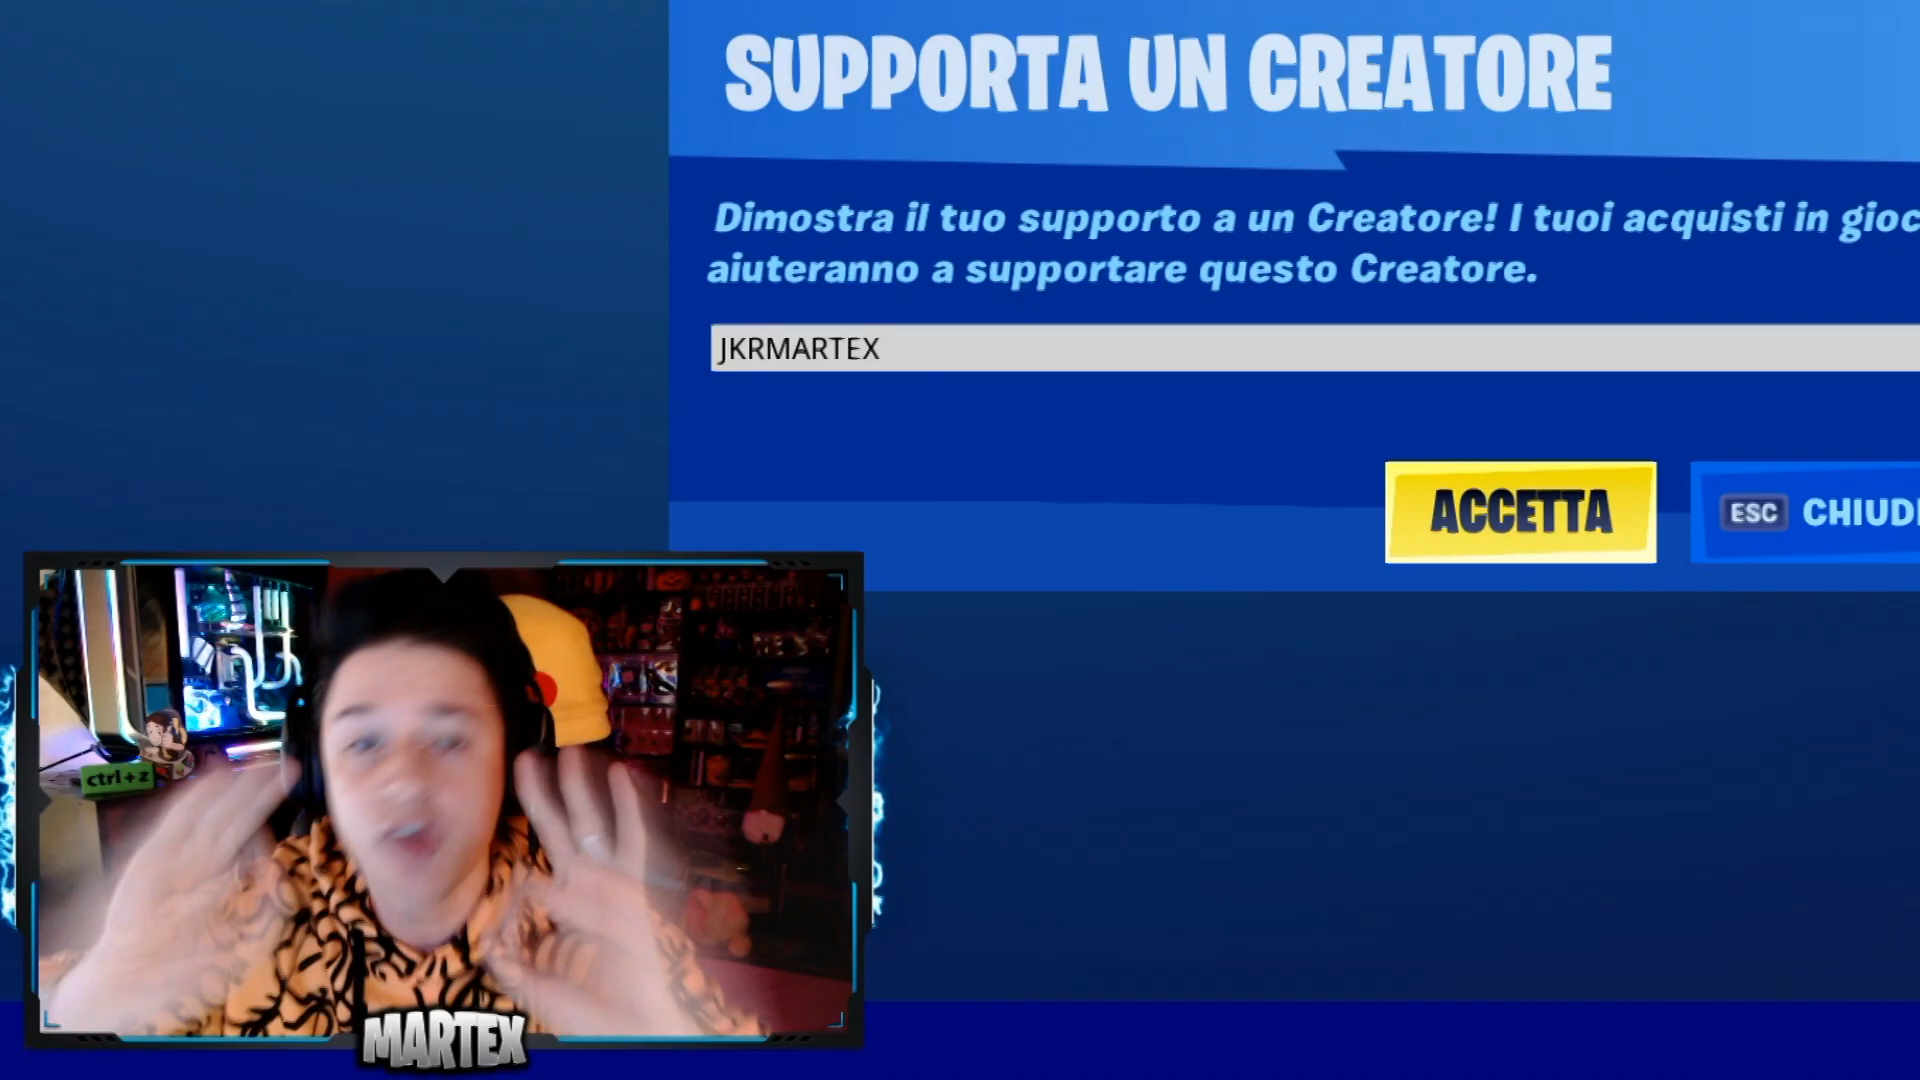 SUPPORTA UN CREATORE
Dimostra il tuo supporto a un Creatore! I tuoi acquisti in gioc
aiuteranno a supportare questo Creatore.
JKRMARTEX
ACCETTA
ESC CHIUDI
ctrl+z
MARTEX